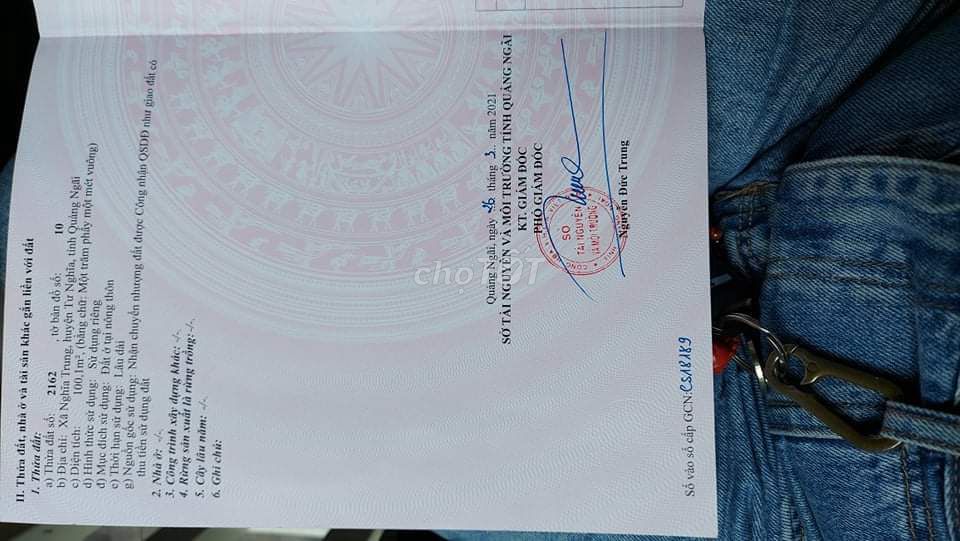 II. Thửa đất, nhà ở và tài sản khác gắn liền với đất
1. Thửa đất:
a) Thửa đất số: 2162 , tờ bản đồ số: 10
b) Địa chỉ: Xã Nghĩa Trung, huyện Tư Nghĩa, tỉnh Quảng Ngãi
c) Diện tích: 100,1m², (bằng chữ: Một trăm phẩy một mét vuông)
d) Hình thức sử dụng: Sử dụng riêng
đ) Mục đích sử dụng: Đất ở tại nông thôn
e) Thời hạn sử dụng: Lâu dài
g) Nguồn gốc sử dụng: Nhận chuyển nhượng đất được Công nhận QSDĐ như giao đất có
thu tiền sử dụng đất
2. Nhà ở: -/-.
3. Công trình xây dựng khác: -/-.
4. Rừng sản xuất là rừng trồng: -/-.
5. Cây lâu năm: -/-.
6. Ghi chú:
Quảng Ngãi, ngày 26 tháng 3.. năm 2021
SỞ TÀI NGUYÊN VÀ MÔI TRƯỜNG TỈNH QUẢNG NGÃI
KT. GIÁM ĐỐC
PHÓ GIÁM ĐỐC
SỞ
TÀI NGUYÊN
VÀ MÔI TRƯỜNG
Nguyễn Đức Trung
Số vào sổ cấp GCN: CS18189
chợTỐT